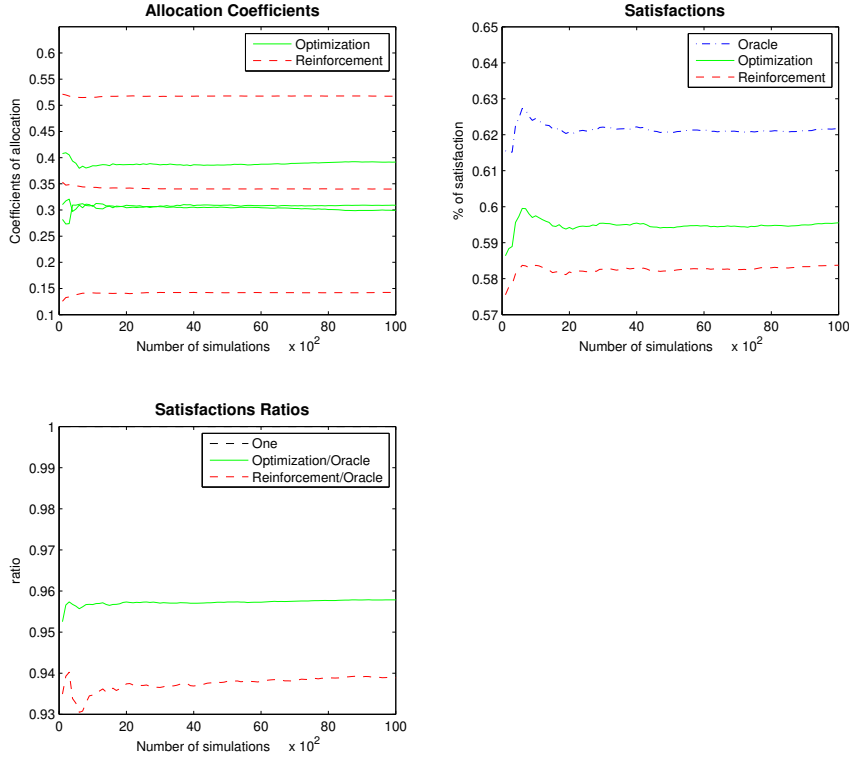 Allocation Coefficients
Optimization
Reinforcement
0.6
0.55
0.5
0.45
0.4
0.35
0.3
0.25
0.2
0.15
0.1
Coefficients of allocation
0 20 40 60 80 100
Number of simulations x 10^2
Satisfactions
Oracle
Optimization
Reinforcement
0.65
0.64
0.63
0.62
0.61
0.6
0.59
0.58
0.57
% of satisfaction
0 20 40 60 80 100
Number of simulations x 10^2
Satisfactions Ratios
One
Optimization/Oracle
Reinforcement/Oracle
1
0.99
0.98
0.97
0.96
0.95
0.94
0.93
ratio
0 20 40 60 80 100
Number of simulations x 10^2